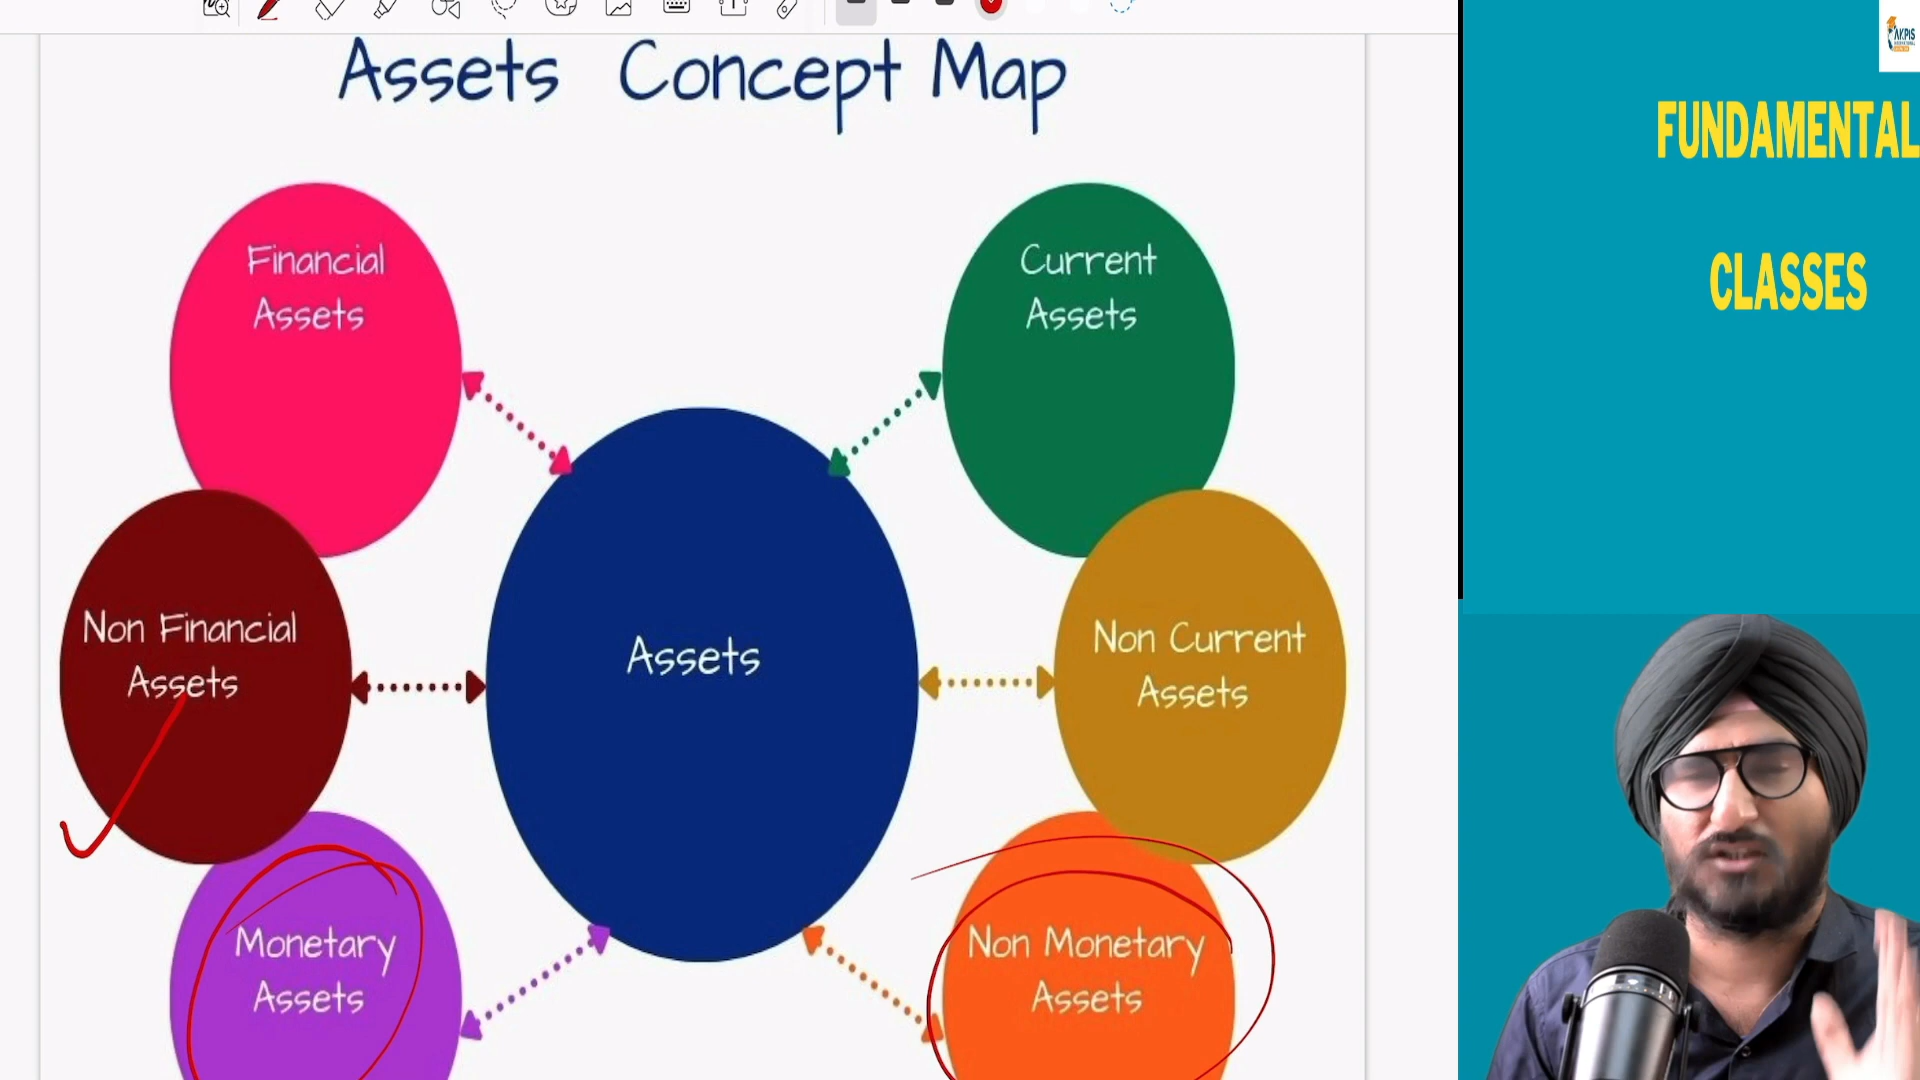 Assets Concept Map
Financial
Assets
Current
Assets
Non Financial
Assets
Assets
Non Current
Assets
Monetary
Assets
Non Monetary
Assets
AKPIS
FUNDAMENTAL
CLASSES